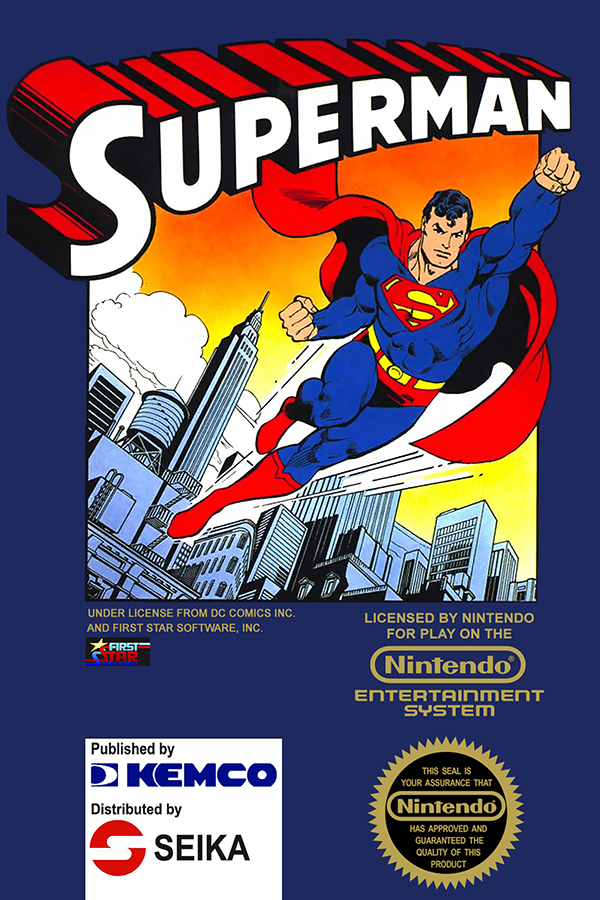 SUPERMAN
S
UNDER LICENSE FROM DC COMICS INC.
AND FIRST STAR SOFTWARE, INC.
FIRST
STAR
LICENSED BY NINTENDO
FOR PLAY ON THE
Nintendo®
ENTERTAINMENT
SYSTEM
Published by
KEMCO
Distributed by
SEIKA
THIS SEAL IS
YOUR ASSURANCE THAT
Nintendo
HAS APPROVED AND
GUARANTEED THE
QUALITY OF THIS
PRODUCT